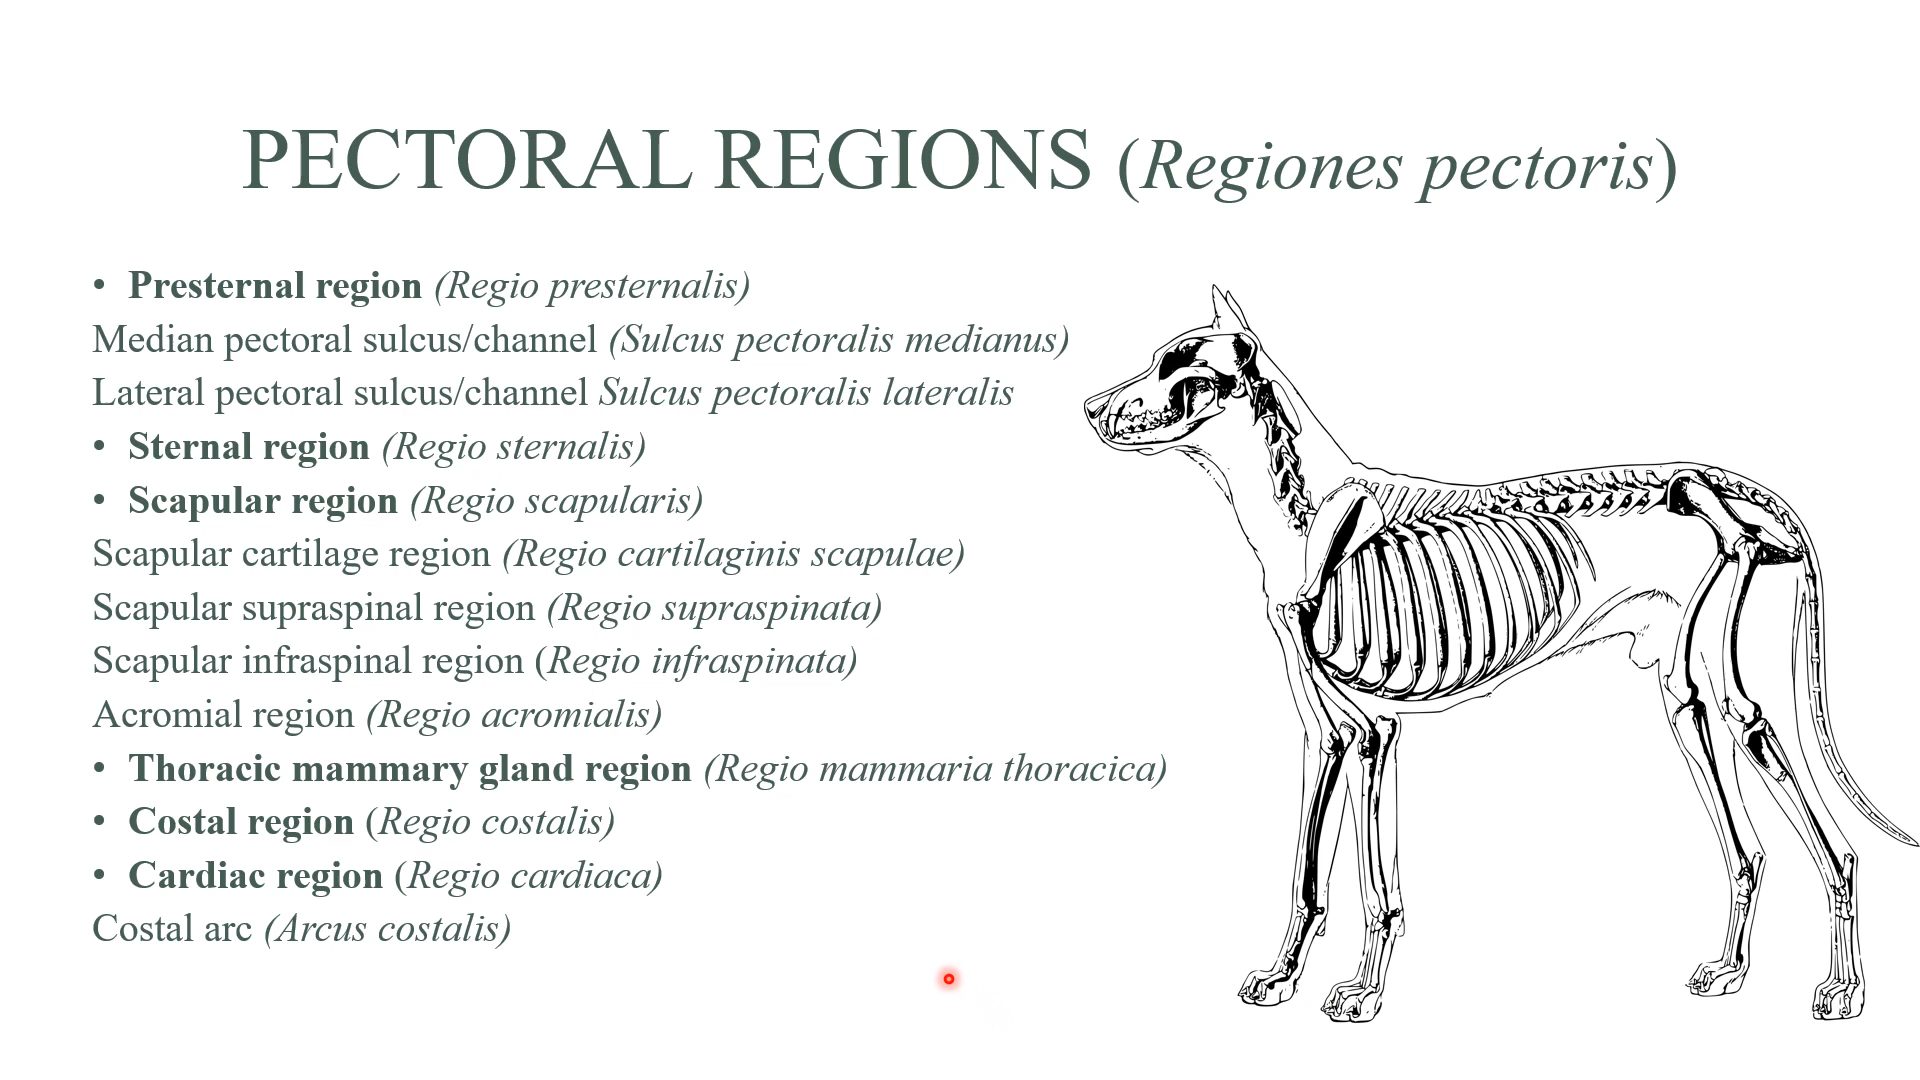 PECTORAL REGIONS (Regiones pectoris)
• Presternal region (Regio presternalis)
Median pectoral sulcus/channel (Sulcus pectoralis medianus)
Lateral pectoral sulcus/channel Sulcus pectoralis lateralis
• Sternal region (Regio sternalis)
• Scapular region (Regio scapularis)
Scapular cartilage region (Regio cartilaginis scapulae)
Scapular supraspinal region (Regio supraspinata)
Scapular infraspinal region (Regio infraspinata)
Acromial region (Regio acromialis)
• Thoracic mammary gland region (Regio mammaria thoracica)
• Costal region (Regio costalis)
• Cardiac region (Regio cardiaca)
Costal arc (Arcus costalis)